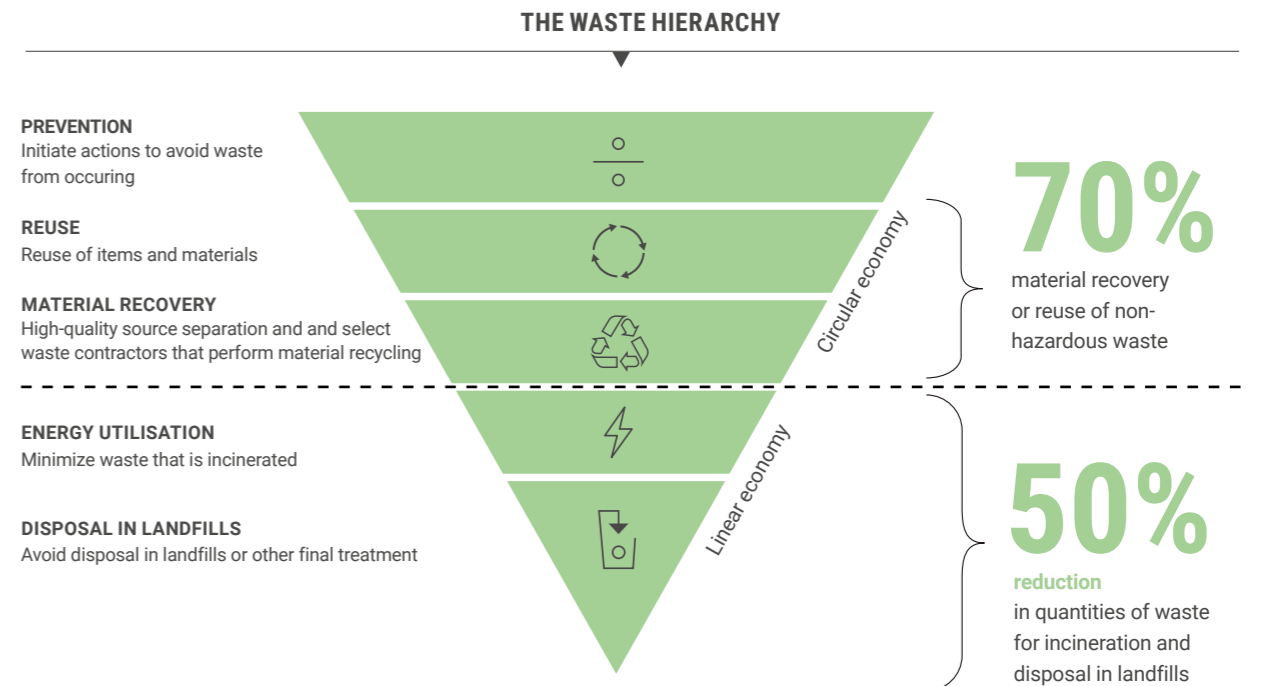 THE WASTE HIERARCHY
PREVENTION
Initiate actions to avoid waste
from occuring
REUSE
Reuse of items and materials
MATERIAL RECOVERY
High-quality source separation and and select
waste contractors that perform material recycling
ENERGY UTILISATION
Minimize waste that is incinerated
DISPOSAL IN LANDFILLS
Avoid disposal in landfills or other final treatment
Circular economy
Linear economy
70%
material recovery
or reuse of non-
hazardous waste
50%
reduction
in quantities of waste
for incineration and
disposal in landfills